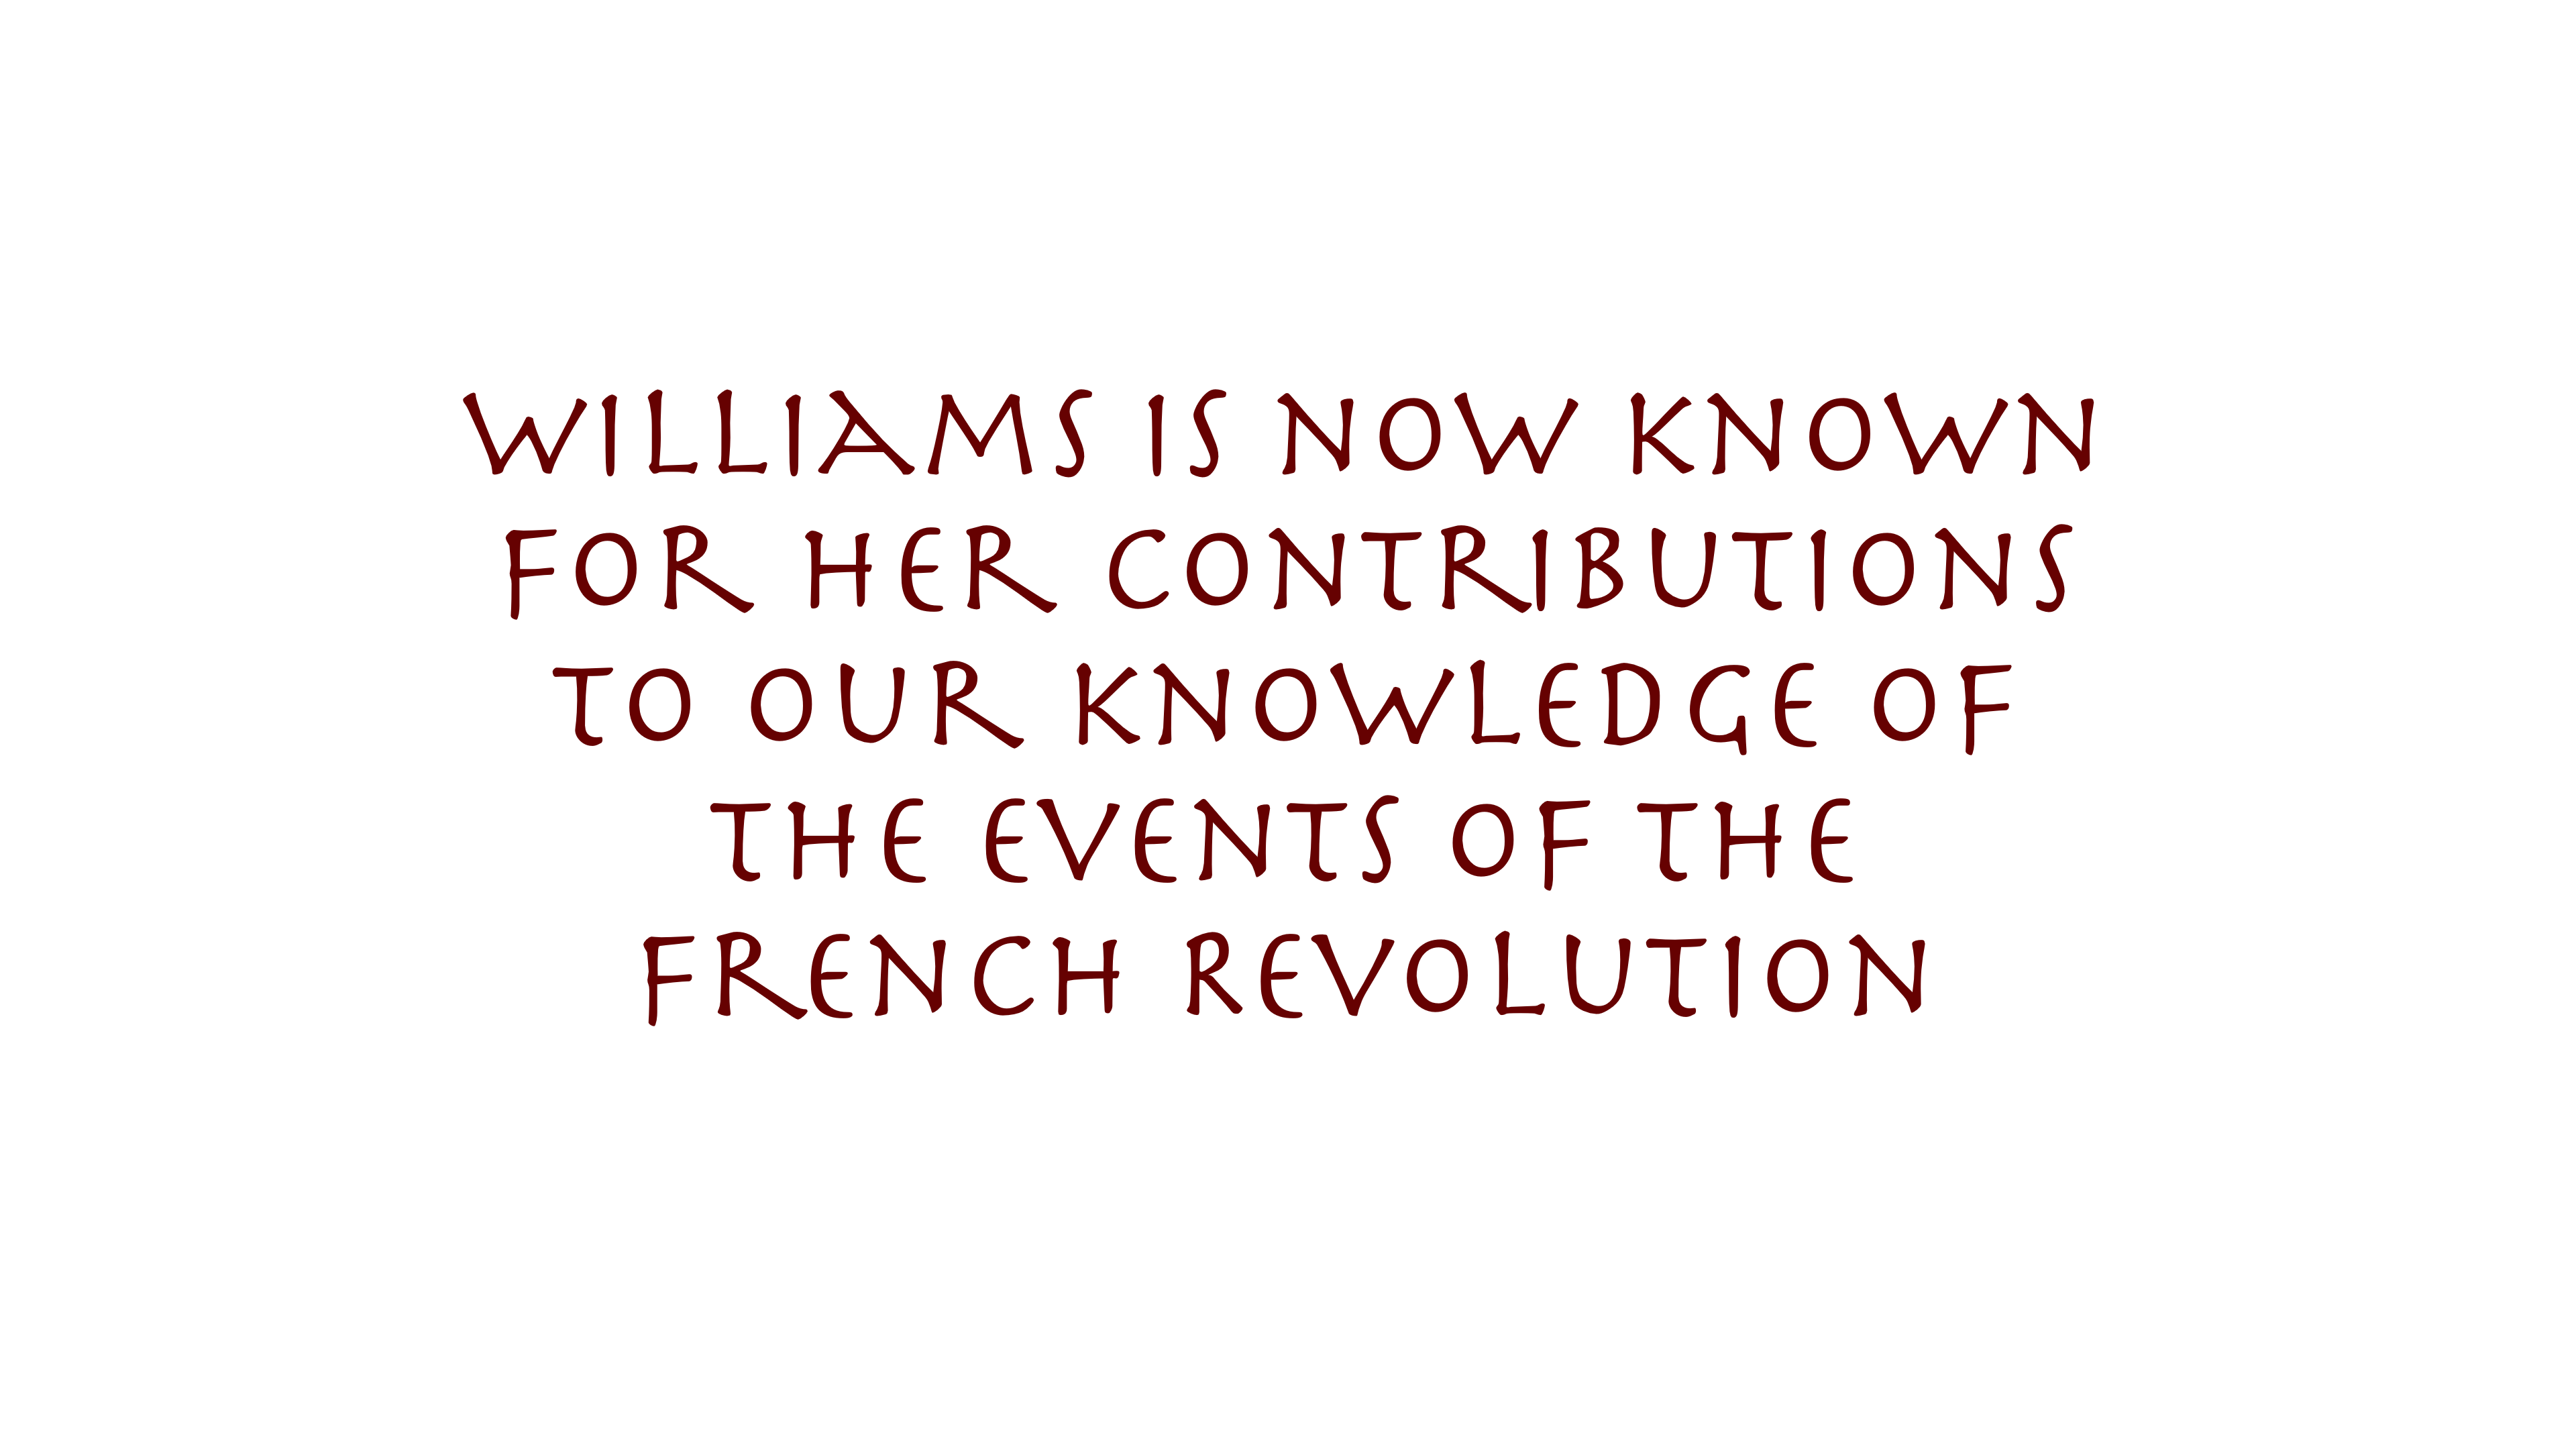 WILLIAMS IS NOW KNOWN
FOR HER CONTRIBUTIONS
TO OUR KNOWLEDGE OF
THE EVENTS OF THE
FRENCH REVOLUTION